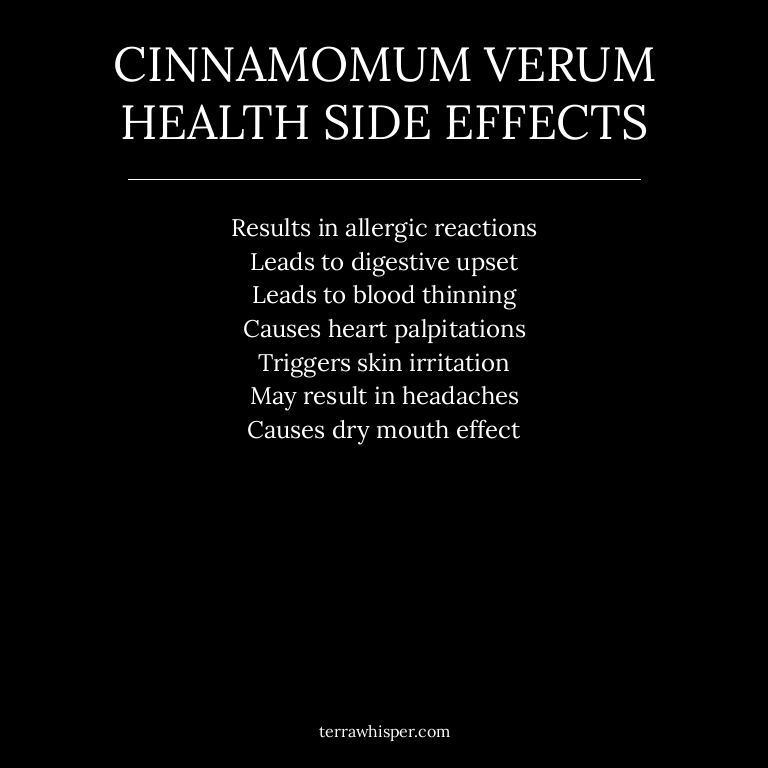 CINNAMOMUM VERUM
HEALTH SIDE EFFECTS
Results in allergic reactions
Leads to digestive upset
Leads to blood thinning
Causes heart palpitations
Triggers skin irritation
May result in headaches
Causes dry mouth effect
terrawhisper.com